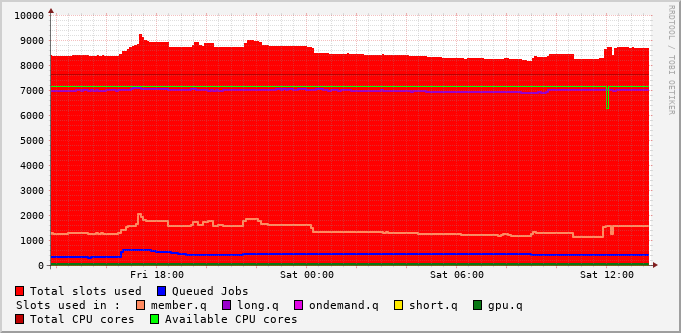 10000
9000
8000
7000
6000
5000
4000
3000
2000
1000
0
Fri 18:00 Sat 00:00 Sat 06:00 Sat 12:00
Total slots used Queued Jobs
Slots used in : member.q long.q ondemand.q short.q gpu.q
Total CPU cores Available CPU cores
RRDTOOL / TOBI OETIKER